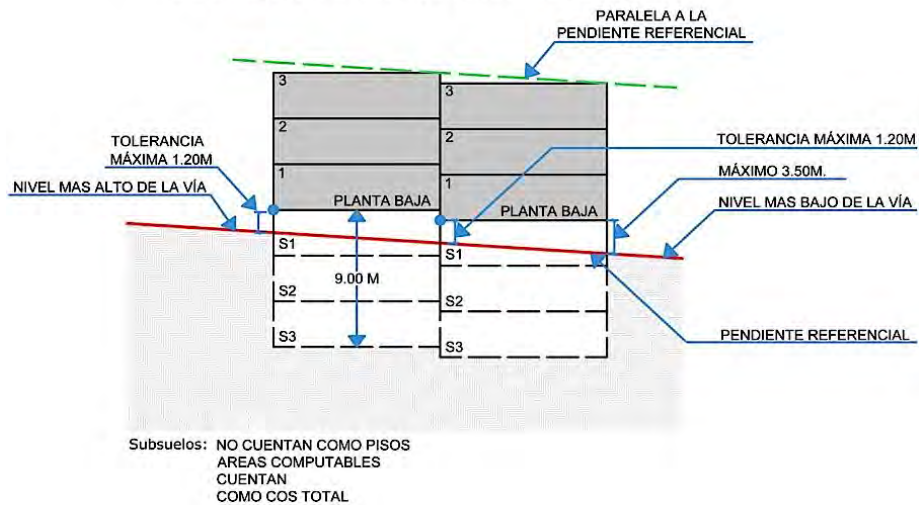 PARALELA A LA
PENDIENTE REFERENCIAL
TOLERANCIA
MÁXIMA 1.20M
NIVEL MAS ALTO DE LA VÍA
3
2
1
PLANTA BAJA
3
2
1
PLANTA BAJA
TOLERANCIA MÁXIMA 1.20M
MÁXIMO 3.50M.
NIVEL MAS BAJO DE LA VÍA
S1
S2
S3
9.00 M
S1
S2
S3
PENDIENTE REFERENCIAL
Subsuelos: NO CUENTAN COMO PISOS
AREAS COMPUTABLES
CUENTAN
COMO COS TOTAL